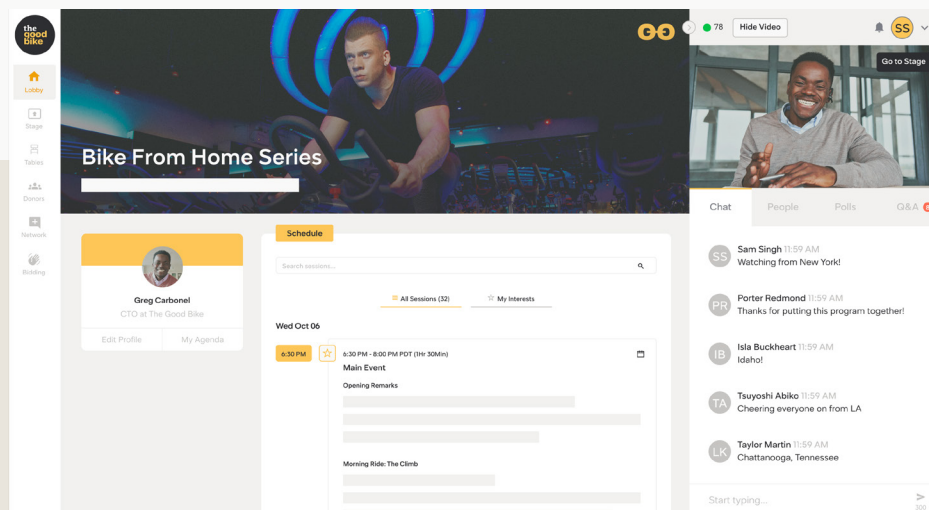 the
good
bike
Lobby
Stage
Tables
Donors
Network
Bidding
Bike From Home Series
Greg Carbonel
CTO at The Good Bike
Edit Profile
My Agenda
Schedule
Search sessions...
All Sessions (32)
My Interests
Wed Oct 06
6:30 PM
6:30 PM - 8:00 PM PDT (1Hr 30Min)
Main Event
Opening Remarks
Morning Ride: The Climb
78
Hide Video
SS
Go to Stage
Chat
People
Polls
Q&A
SS
Sam Singh 11:59 AM
Watching from New York!
PR
Porter Redmond 11:59 AM
Thanks for putting this program together!
IB
Isla Buckheart 11:59 AM
Idaho!
TA
Tsuyoshi Abiko 11:59 AM
Cheering everyone on from LA
LK
Taylor Martin 11:59 AM
Chattanooga, Tennessee
Start typing...
300